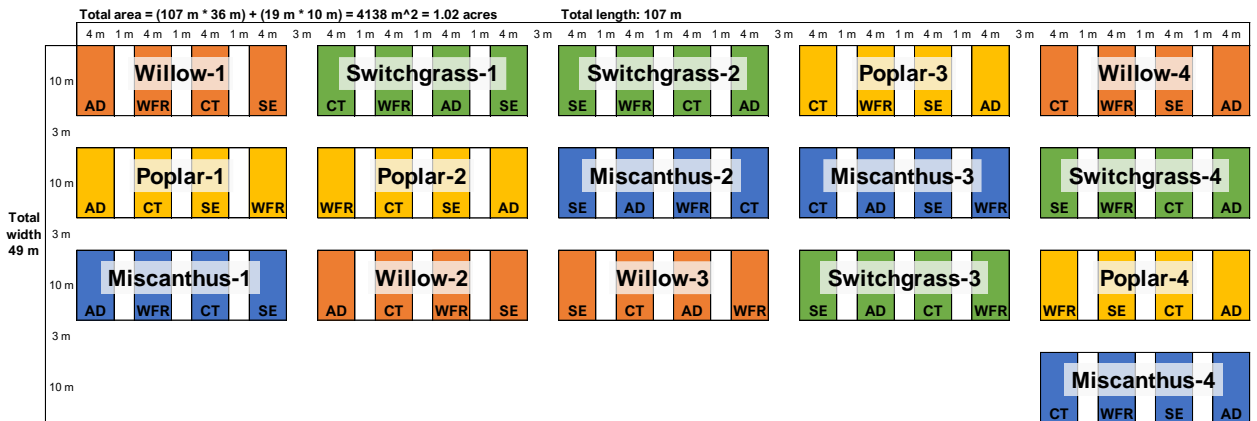 Total area = (107 m * 36 m) + (19 m * 10 m) = 4138 m^2 = 1.02 acres Total length: 107 m
4 m 1 m 4 m 1 m 4 m 1 m 4 m 3 m 4 m 1 m 4 m 1 m 4 m 1 m 4 m 3 m 4 m 1 m 4 m 1 m 4 m 1 m 4 m 3 m 4 m 1 m 4 m 1 m 4 m 1 m 4 m 3 m 4 m 1 m 4 m 1 m 4 m 1 m 4 m
10 m Willow-1 Switchgrass-1 Switchgrass-2 Poplar-3 Willow-4
AD WFR CT SE CT WFR AD SE SE WFR CT AD CT WFR SE AD CT WFR SE AD
3 m
10 m Poplar-1 Poplar-2 Miscanthus-2 Miscanthus-3 Switchgrass-4
AD CT SE WFR WFR CT SE AD SE AD WFR CT CT AD SE WFR SE WFR CT AD
Total
width
49 m
3 m
10 m Miscanthus-1 Willow-2 Willow-3 Switchgrass-3 Poplar-4
AD WFR CT SE AD CT WFR SE SE CT AD WFR SE AD CT WFR WFR SE CT AD
3 m
10 m Miscanthus-4
CT WFR SE AD